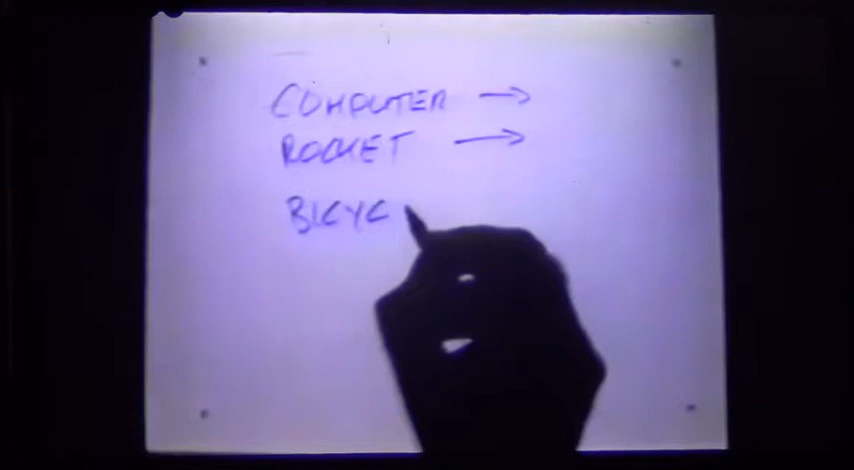 COMPUTER →
ROCKET →
BICYC